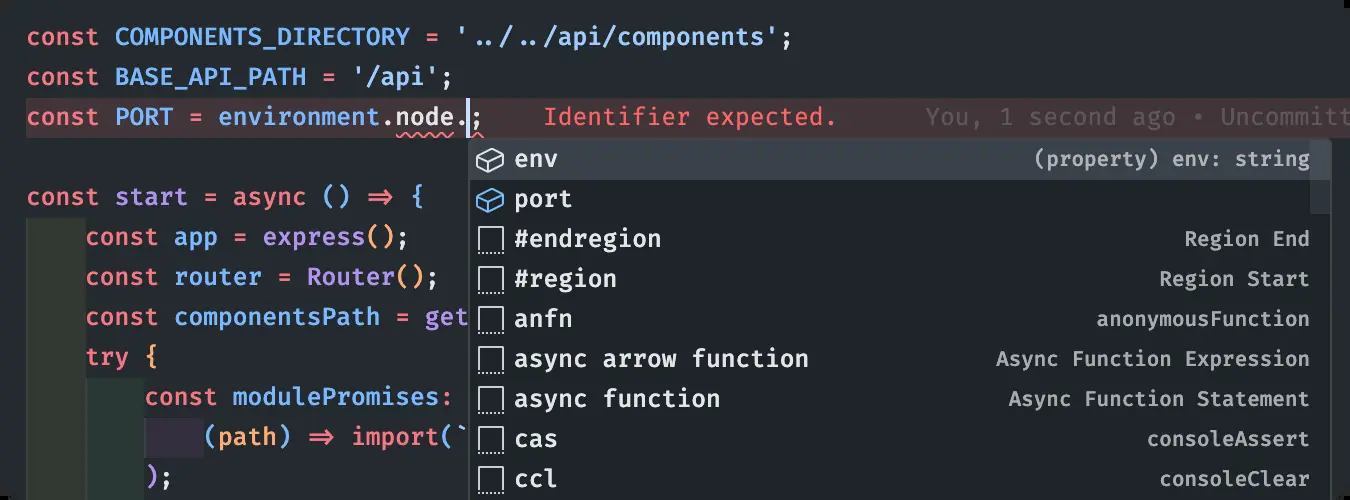 const COMPONENTS_DIRECTORY = '../../api/components';
const BASE_API_PATH = '/api';
const PORT = environment.node.; Identifier expected. You, 1 second ago • Uncommitt
env (property) env: string
port
const start = async () => {
#endregion Region End
const app = express();
#region Region Start
const router = Router();
anfn anonymousFunction
const componentsPath = get
async arrow function Async Function Expression
try {
async function Async Function Statement
const modulePromises:
cas consoleAssert
(path) => import(`
ccl consoleClear
);